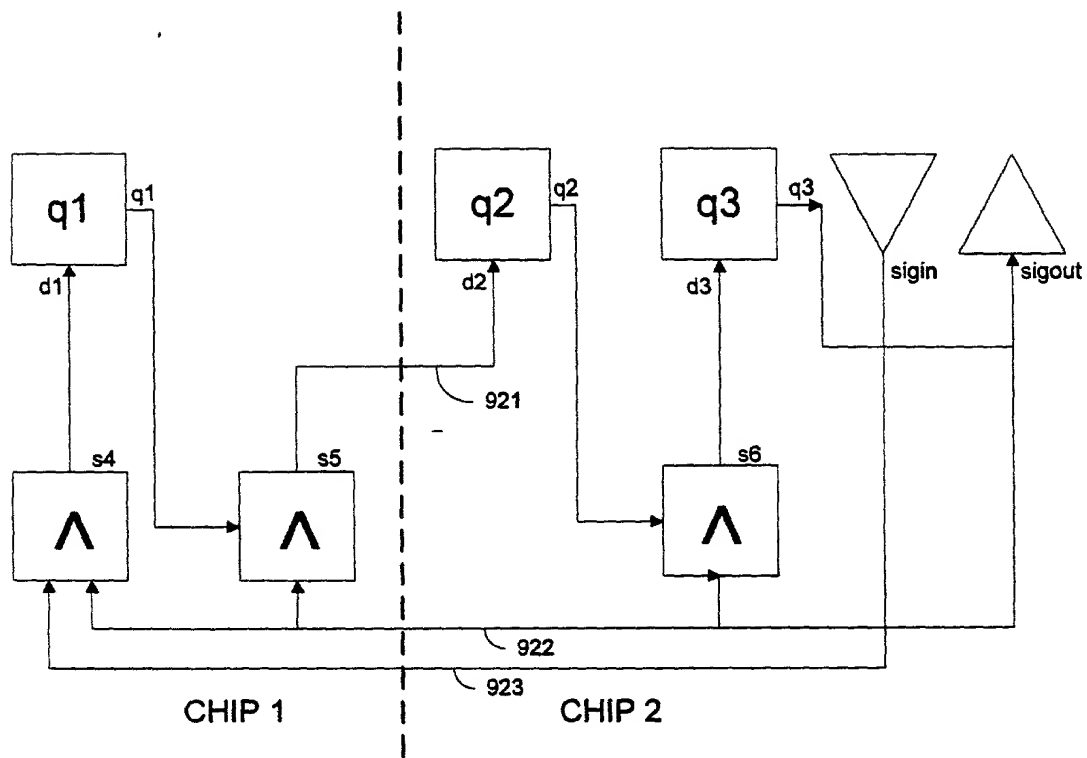 q1
q1
d1
q2
q2
d2
q3
q3
d3
sigin
sigout
921
s4
Λ
s5
Λ
s6
Λ
922
923
CHIP 1
CHIP 2